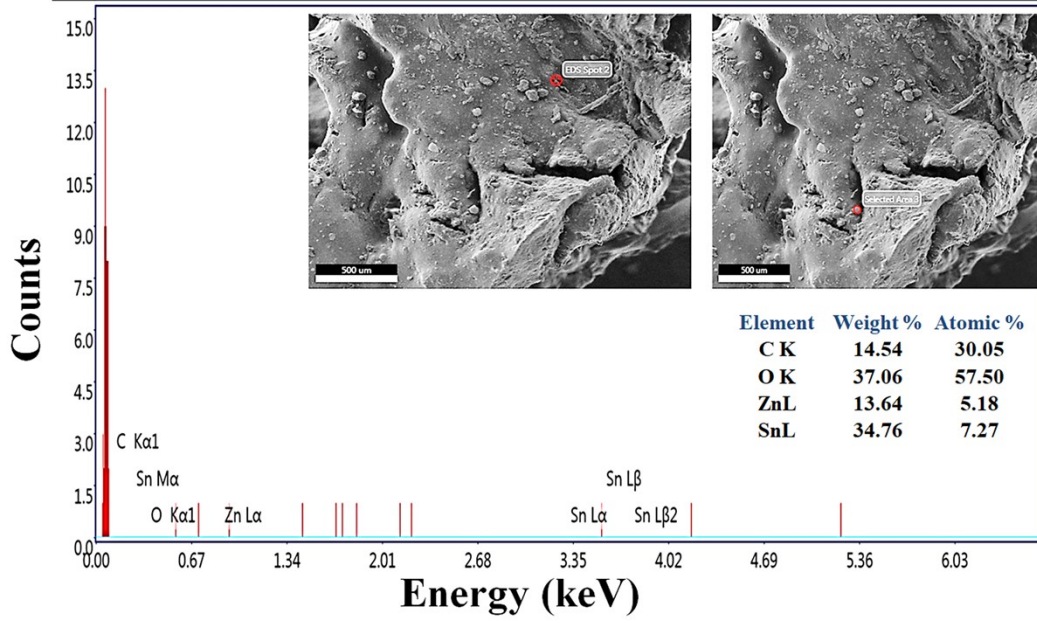 Counts
15.0
13.5
12.0
10.5
9.0
7.5
6.0
4.5
3.0
1.5
0.0
EDS Spot 2
500 um
Selected Area 3
500 um
Element Weight % Atomic %
C K 14.54 30.05
O K 37.06 57.50
ZnL 13.64 5.18
SnL 34.76 7.27
C Kα1
Sn Mα
O Kα1
Zn Lα
Sn Lβ
Sn Lα
Sn Lβ2
0.00 0.67 1.34 2.01 2.68 3.35 4.02 4.69 5.36 6.03
Energy (keV)